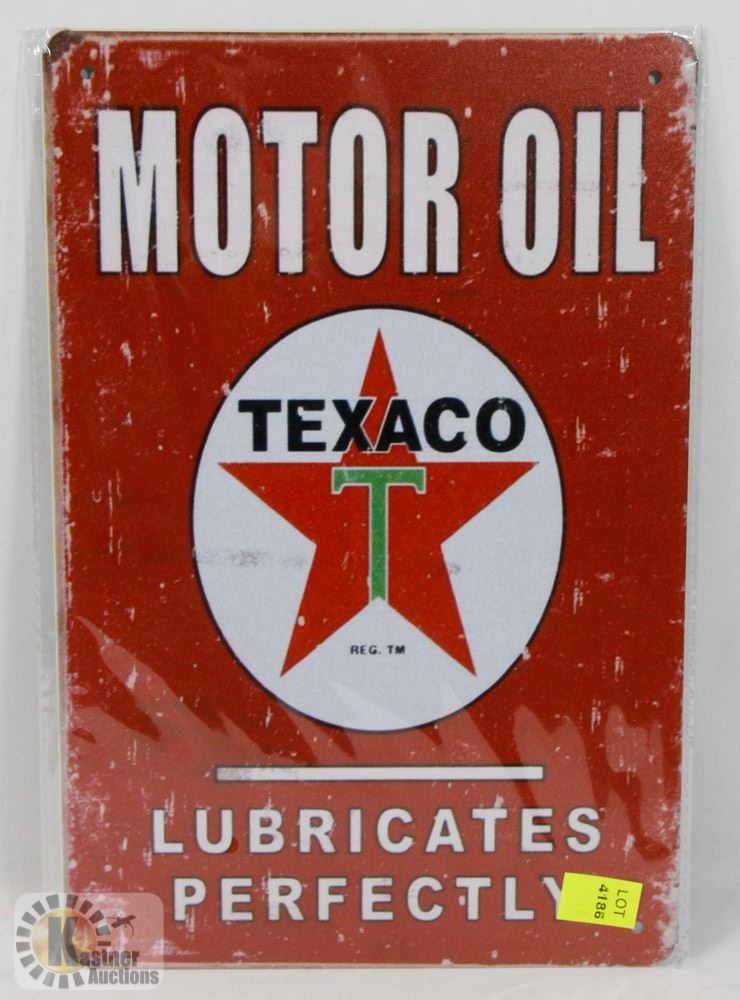 MOTOR OIL
TEXACO
T
REG. TM
LUBRICATES
PERFECTLY
LOT
4186
Kastner
Auctions